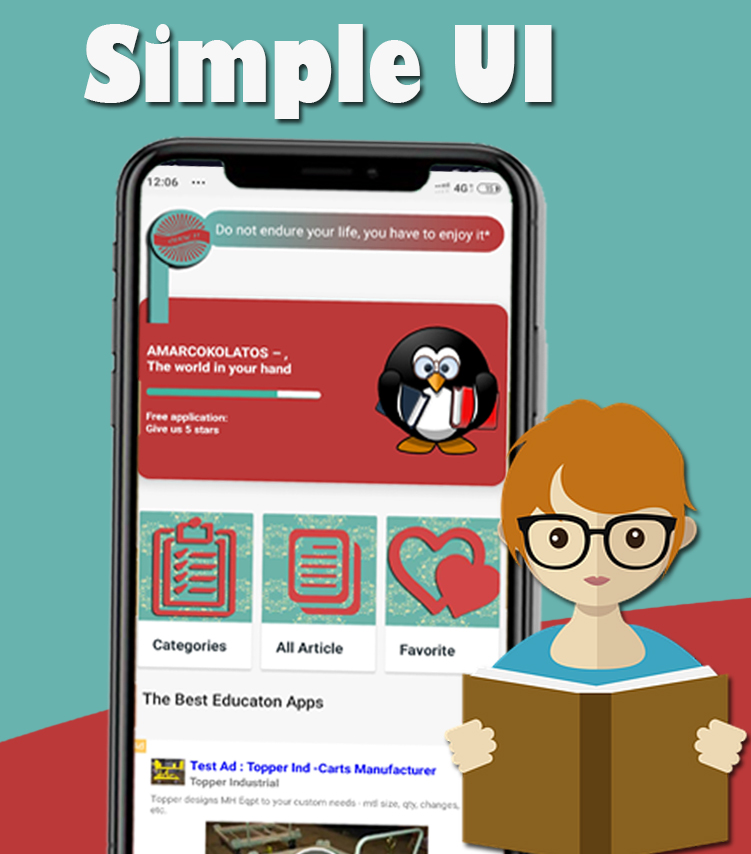 Simple UI
12:06 ...
4G
Do not endure your life, you have to enjoy it*
AMARCOKOLATOS – ,
The world in your hand
Free application:
Give us 5 stars
Categories
All Article
Favorite
The Best Educaton Apps
Test Ad : Topper Ind -Carts Manufacturer
Topper Industrial
Topper designs MH Eqpt to your custom needs - mtl size, qty, changes,
etc.